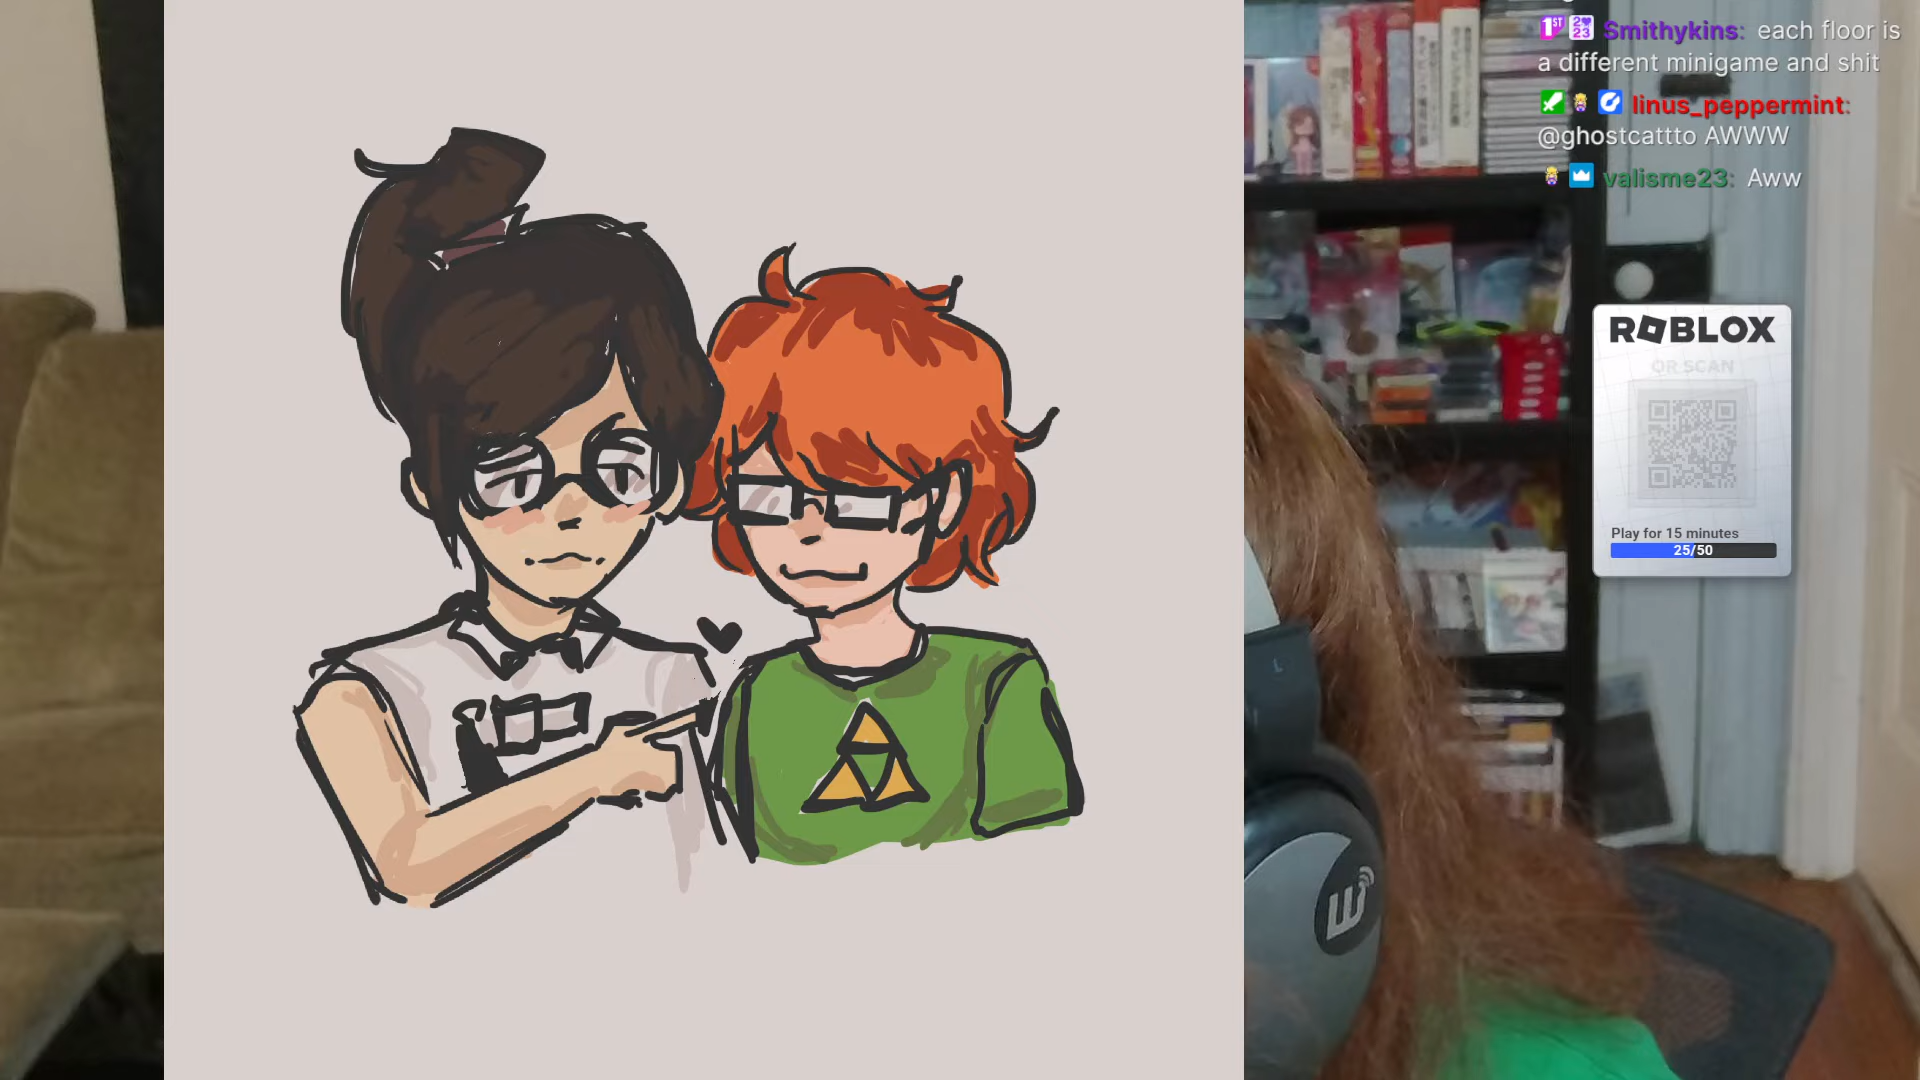 Smithykins: each floor is
a different minigame and shit
linus_peppermint:
@ghostcattto AWWW
valisme23: Aww
ROBLOX
QR SCAN
Play for 15 minutes
25/50
L
W